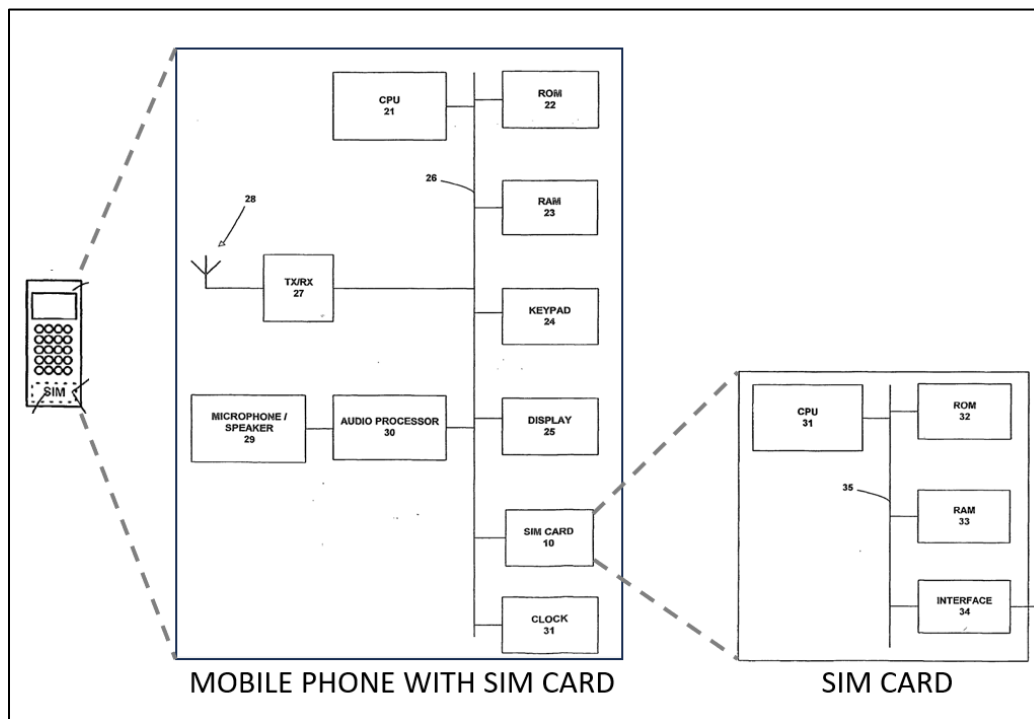 CPU
21
ROM
22
26
RAM
23
28
TX/RX
27
KEYPAD
24
SIM
MICROPHONE /
SPEAKER
29
AUDIO PROCESSOR
30
DISPLAY
25
SIM CARD
10
CLOCK
31
MOBILE PHONE WITH SIM CARD
CPU
31
ROM
32
35
RAM
33
INTERFACE
34
SIM CARD